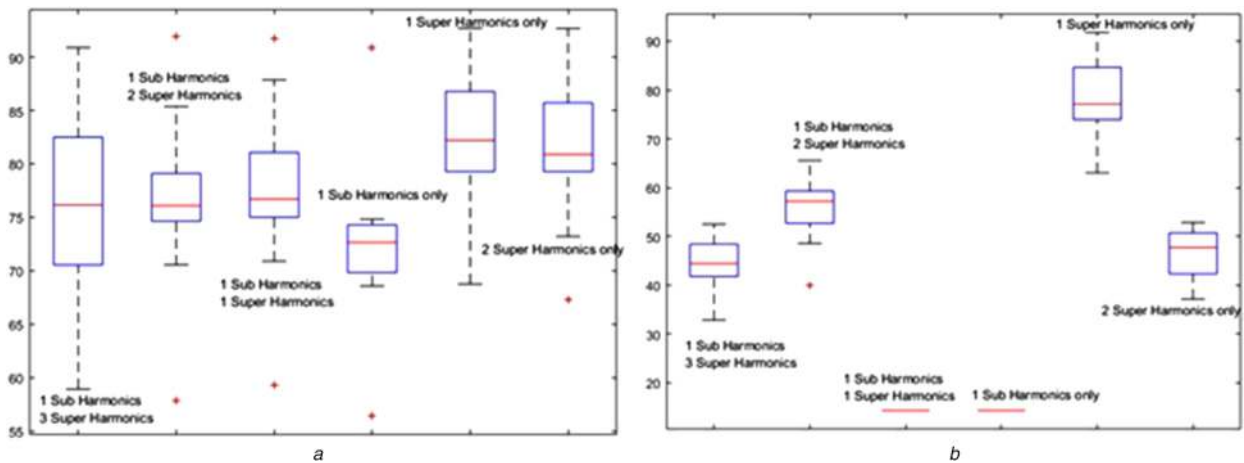 1 Super Harmonics only
90
1 Sub Harmonics
2 Super Harmonics
85
80
1 Sub Harmonics only
75
2 Super Harmonics only
70
1 Sub Harmonics
1 Super Harmonics
65
60
1 Sub Harmonics
3 Super Harmonics
55
a
1 Super Harmonics only
90
80
1 Sub Harmonics
2 Super Harmonics
70
60
50
40
2 Super Harmonics only
30
1 Sub Harmonics
3 Super Harmonics
20
1 Sub Harmonics
1 Super Harmonics
1 Sub Harmonics only
b